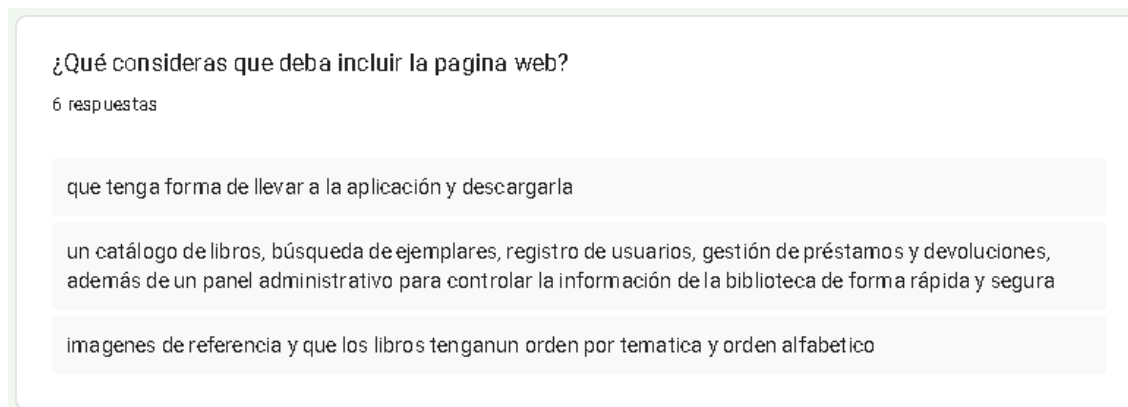 ¿Qué consideras que deba incluir la pagina web?
6 respuestas
que tenga forma de llevar a la aplicación y descargarla
un catálogo de libros, búsqueda de ejemplares, registro de usuarios, gestión de préstamos y devoluciones,
además de un panel administrativo para controlar la información de la biblioteca de forma rápida y segura
imagenes de referencia y que los libros tenganun orden por tematica y orden alfabetico